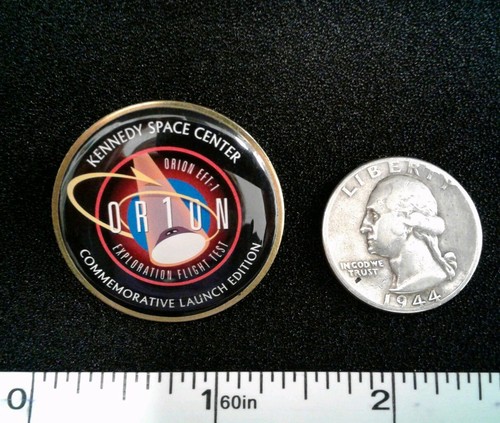 KENNEDY SPACE CENTER
ORION EFT-1
OR1ON
EXPLORATION FLIGHT TEST
COMMEMORATIVE LAUNCH EDITION
LIBERTY
IN GOD WE
TRUST
1944
0 1 60in 2